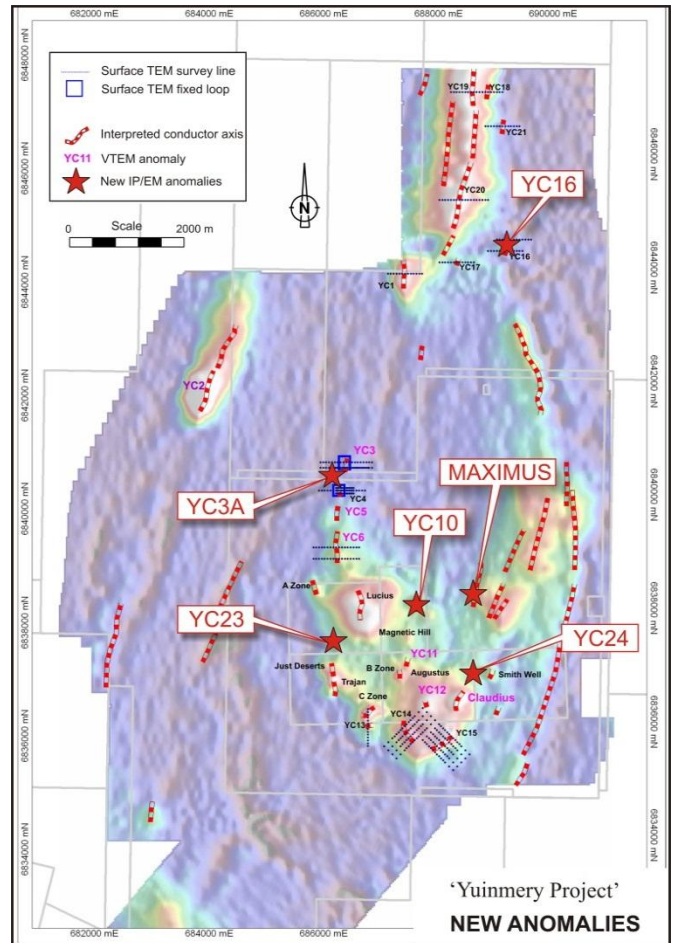 682000 mE
684000 mE
686000 mE
688000 mE
690000 mE
6848000 mN
6846000 mN
6844000 mN
6842000 mN
6840000 mN
6838000 mN
6836000 mN
6834000 mN
Surface TEM survey line
Surface TEM fixed loop
Interpreted conductor axis
YC11 VTEM anomaly
New IP/EM anomalies
N
Scale
0 2000 m
YC19
YC18
YC21
YC20
YC16
YC16
YC17
YC1
YC2
YC3
YC3A
YC4
MAXIMUS
YC5
YC10
YC6
A Zone
Lucius
YC23
Magnetic Hill
YC24
YC11
Just Deserts
B Zone
Augustus
Smith Well
Trajan
YC12
Claudius
C Zone
YC13
YC14
YC15
6846000 mN
6844000 mN
6842000 mN
6840000 mN
6838000 mN
6836000 mN
6834000 mN
682000 mE
684000 mE
686000 mE
688000 mE
'Yuinmery Project'
NEW ANOMALIES